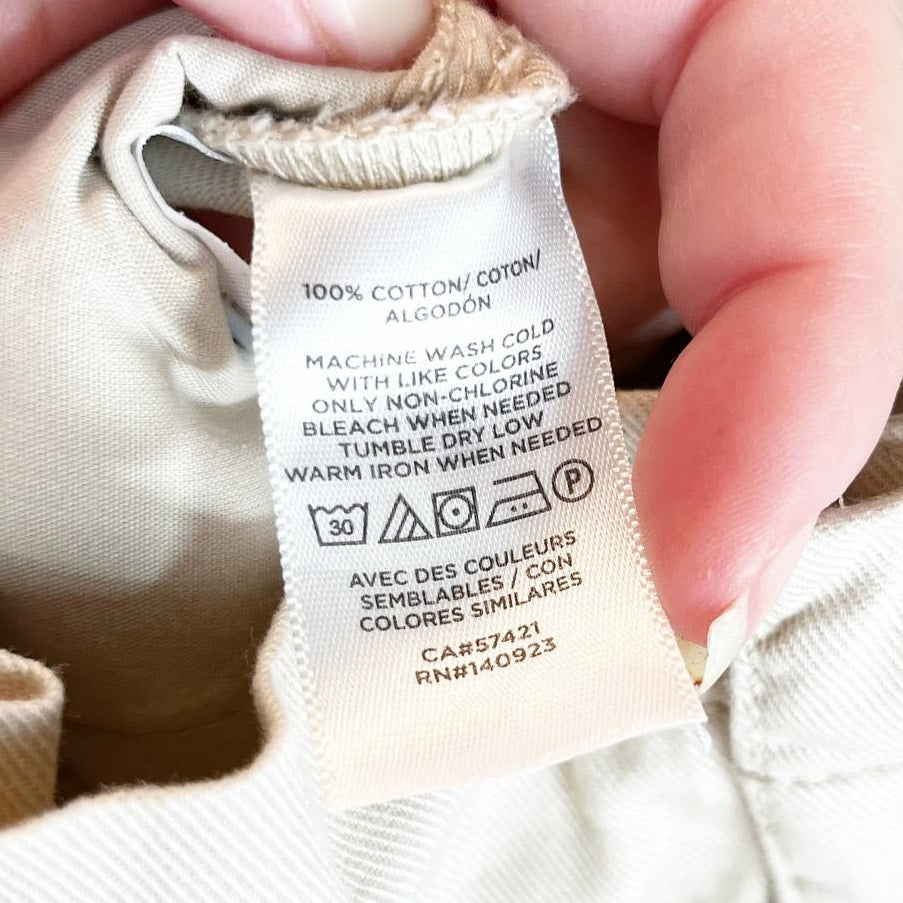 100% COTTON/ COTON/
ALGODÓN
MACHINE WASH COLD
WITH LIKE COLORS
ONLY NON-CHLORINE
BLEACH WHEN NEEDED
TUMBLE DRY LOW
WARM IRON WHEN NEEDED
30 P
AVEC DES COULEURS
SEMBLABLES / CON
COLORES SIMILARES
CA#57421
RN#140923